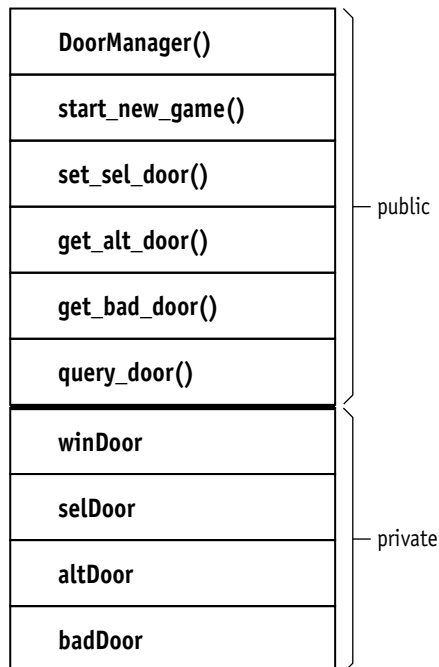 DoorManager()
start_new_game()
set_sel_door()
get_alt_door()
get_bad_door()
query_door()
public
winDoor
selDoor
altDoor
badDoor
private